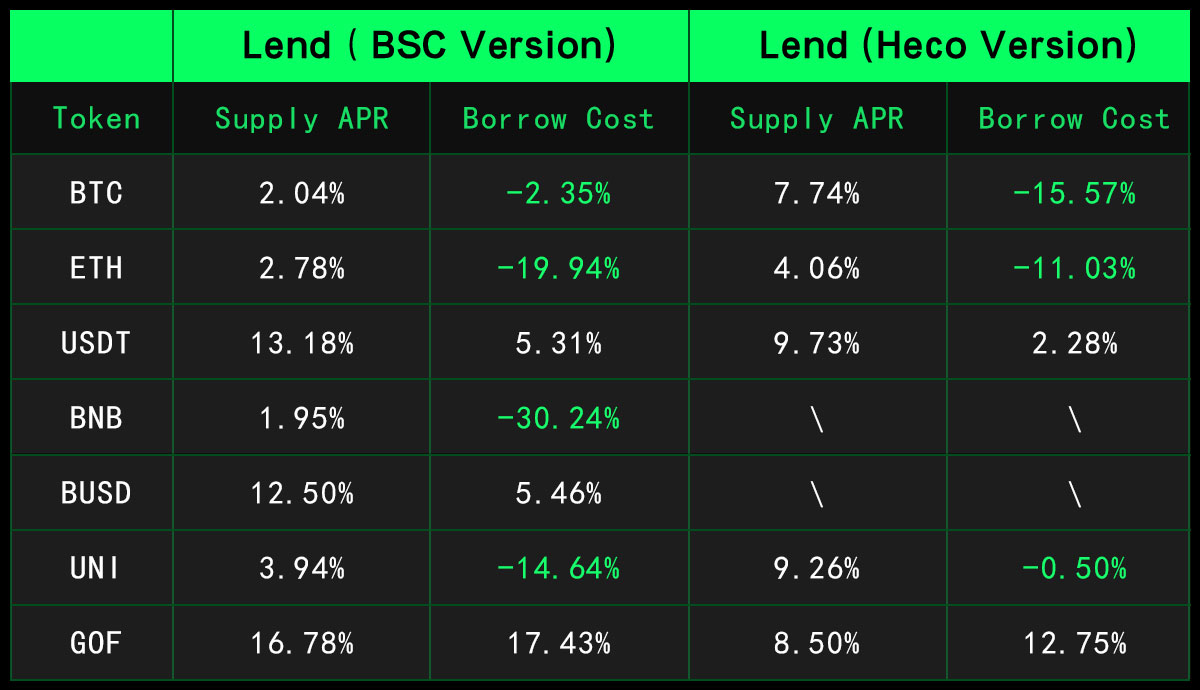 Lend ( BSC Version) Lend (Heco Version)
Token Supply APR Borrow Cost Supply APR Borrow Cost
BTC 2.04% -2.35% 7.74% -15.57%
ETH 2.78% -19.94% 4.06% -11.03%
USDT 13.18% 5.31% 9.73% 2.28%
BNB 1.95% -30.24% \ \
BUSD 12.50% 5.46% \ \
UNI 3.94% -14.64% 9.26% -0.50%
GOF 16.78% 17.43% 8.50% 12.75%